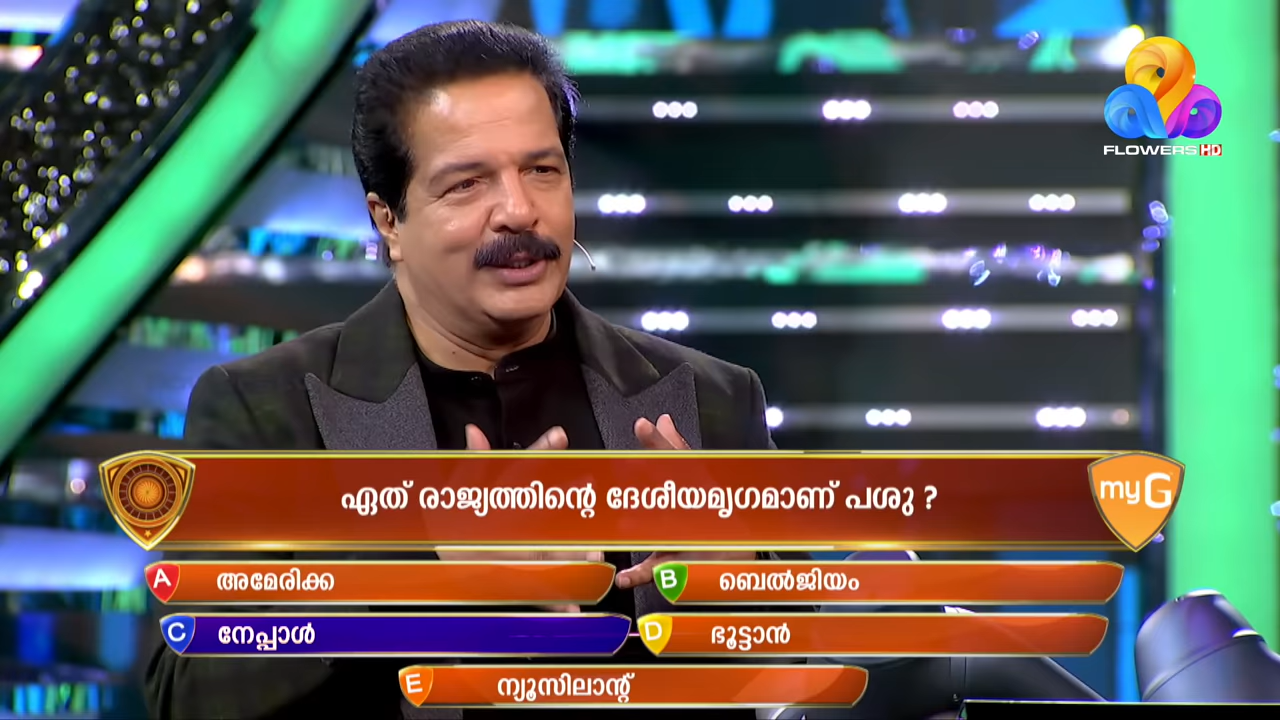 FLOWERS HD
ഏത് രാജ്യത്തിന്റെ ദേശീയമൃഗമാണ് പശു ?
myG
A അമേരിക്ക
B ബെൽജിയം
C നേപ്പാൾ
D ഭൂട്ടാൻ
E ന്യൂസിലാന്റ്